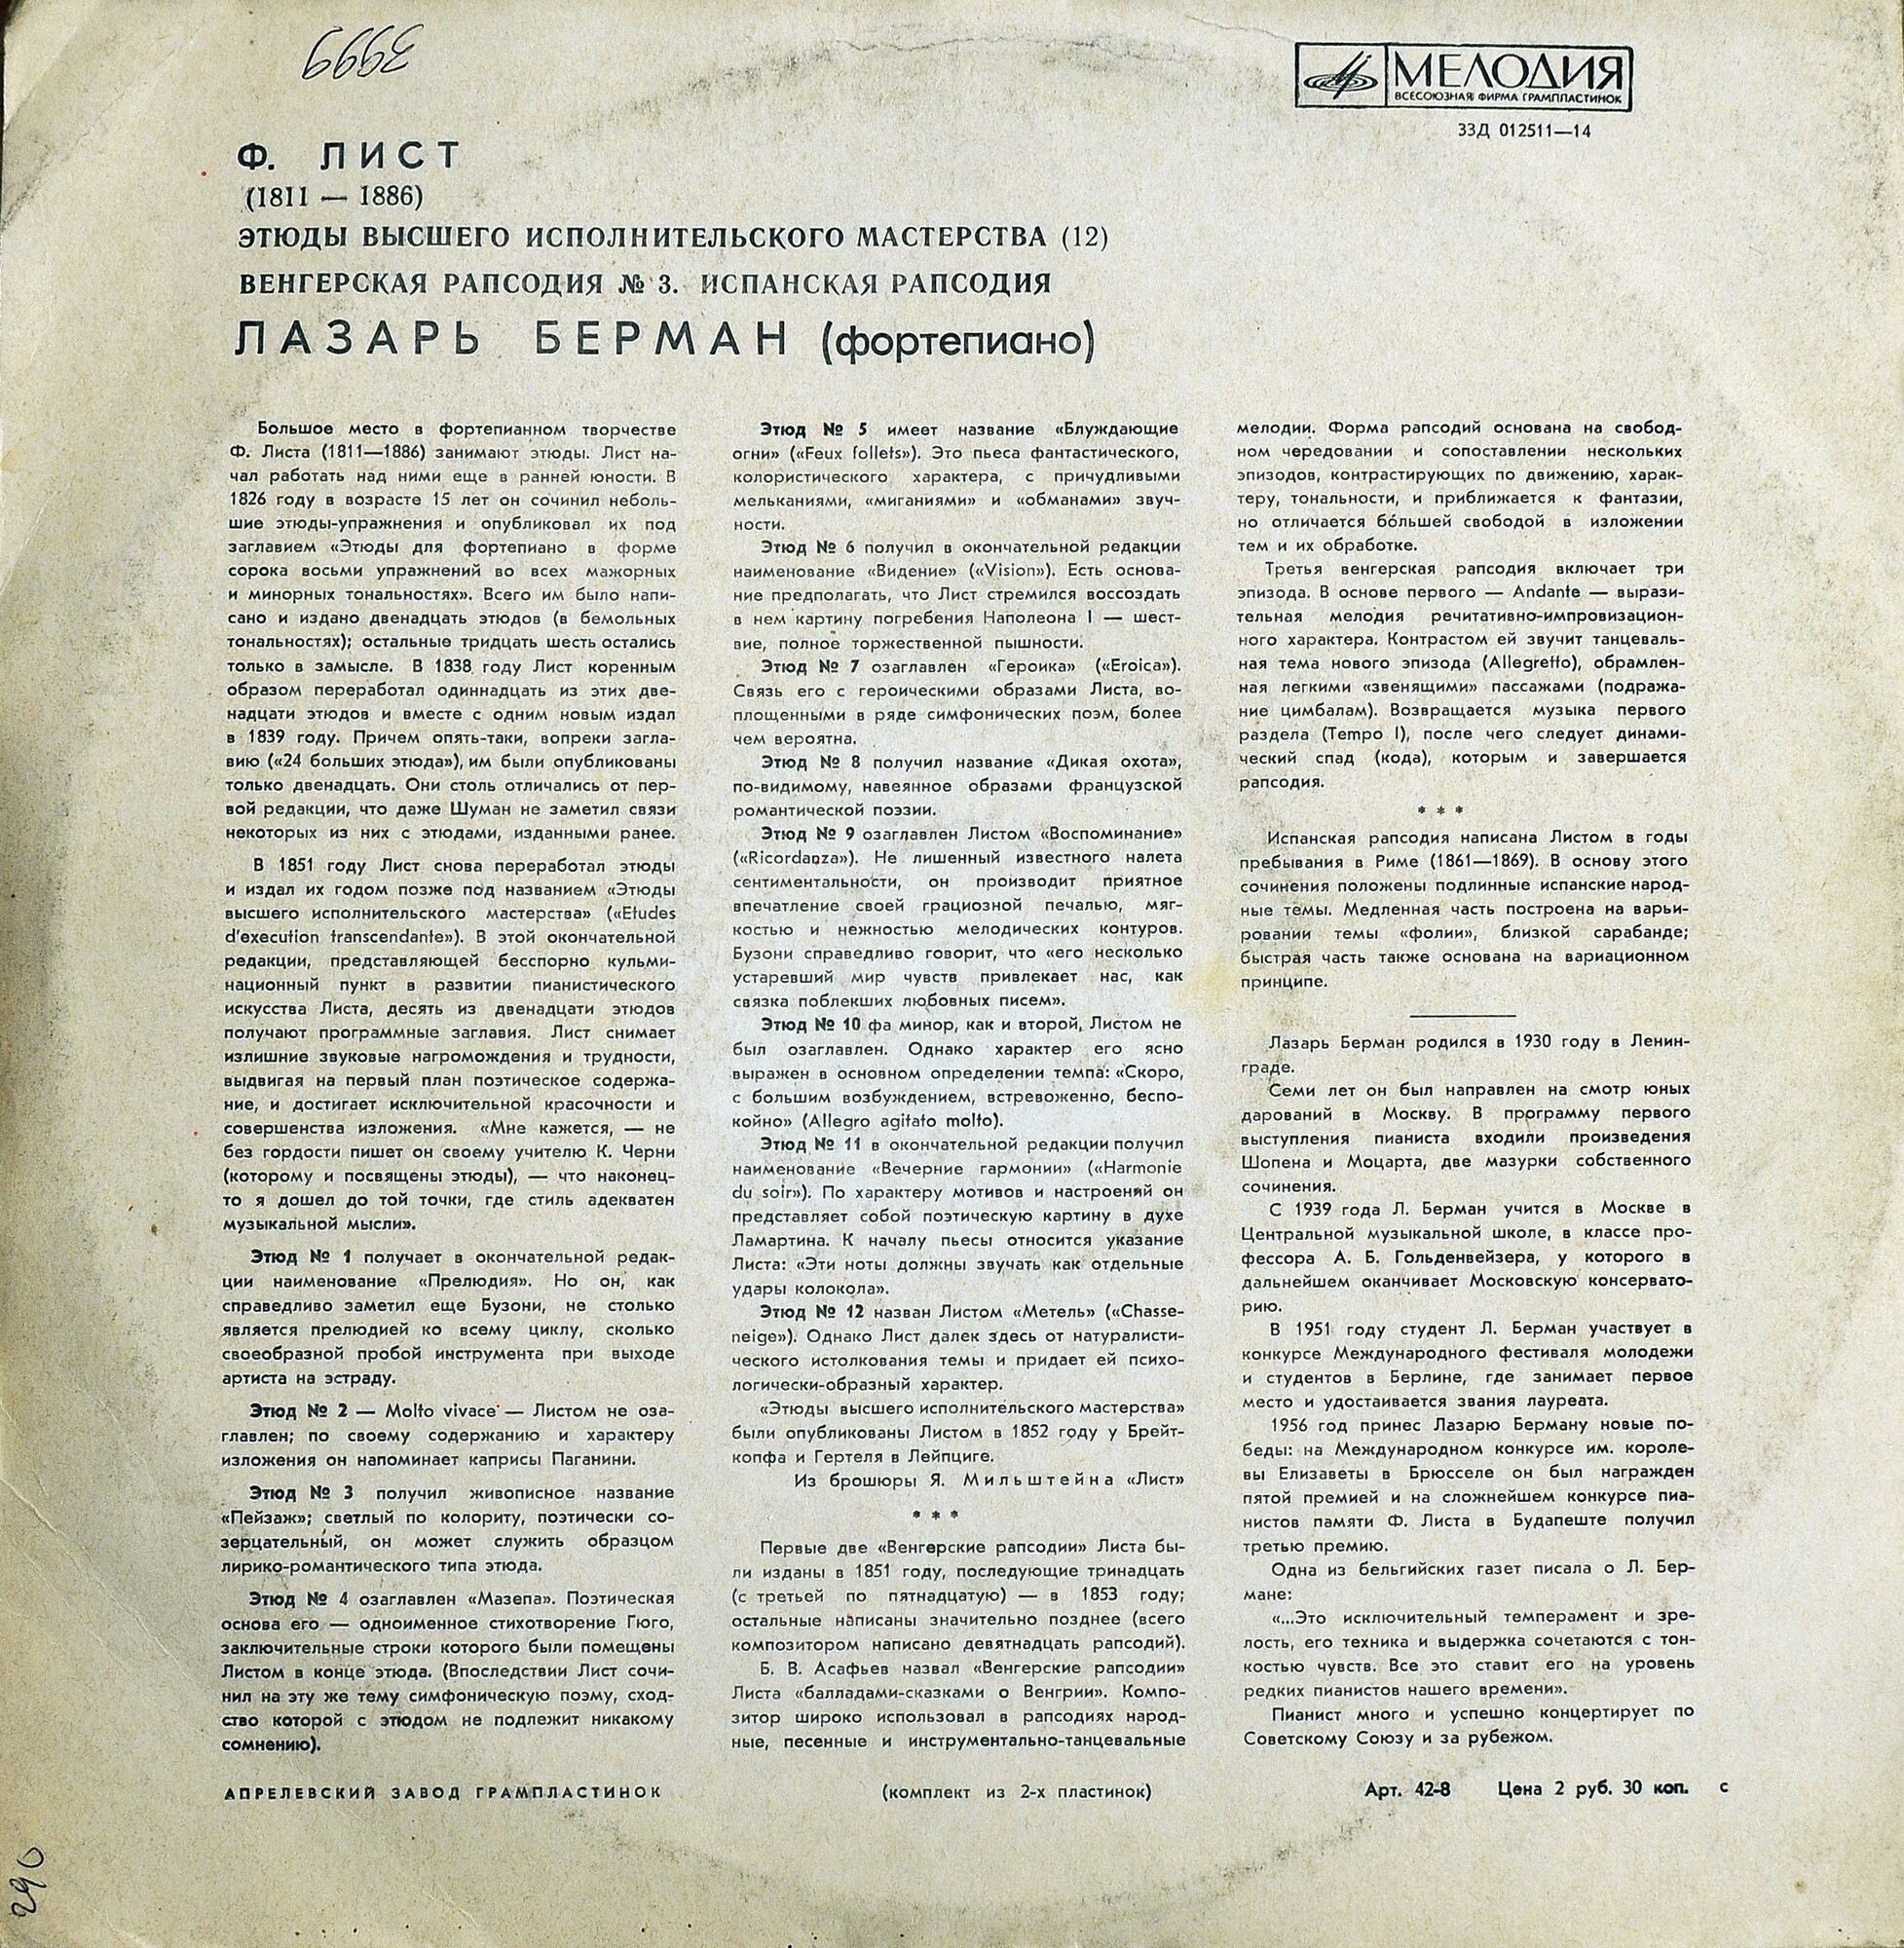 3999
МЕЛОДИЯ
ВСЕСОЮЗНАЯ ФИРМА ГРАМПЛАСТИНОК
33Д 012511—14
Ф. ЛИСТ
(1811 — 1886)
ЭТЮДЫ ВЫСШЕГО ИСПОЛНИТЕЛЬСКОГО МАСТЕРСТВА (12)
ВЕНГЕРСКАЯ РАПСОДИЯ № 3. ИСПАНСКАЯ РАПСОДИЯ
ЛАЗАРЬ БЕРМАН (фортепиано)
Большое место в фортепианном творчестве
Ф. Листа (1811—1886) занимают этюды. Лист на-
чал работать над ними еще в ранней юности. В
1826 году в возрасте 15 лет он сочинил неболь-
шие этюды-упражнения и опубликовал их под
заглавием «Этюды для фортепиано в форме
сорока восьми упражнений во всех мажорных
и минорных тональностях». Всего им было напи-
сано и издано двенадцать этюдов (в бемольных
тональностях); остальные тридцать шесть остались
только в замысле. В 1838 году Лист коренным
образом переработал одиннадцать из этих две-
надцати этюдов и вместе с одним новым издал
в 1839 году. Причем опять-таки, вопреки загла-
вию («24 больших этюда»), им были опубликованы
только двенадцать. Они столь отличались от пер-
вой редакции, что даже Шуман не заметил связи
некоторых из них с этюдами, изданными ранее.
В 1851 году Лист снова переработал этюды
и издал их годом позже под названием «Этюды
высшего исполнительского мастерства» («Etudes
d'execution transcendante»). В этой окончательной
редакции, представляющей бесспорно кульми-
национный пункт в развитии пианистического
искусства Листа, десять из двенадцати этюдов
получают программные заглавия. Лист снимает
излишние звуковые нагромождения и трудности,
выдвигая на первый план поэтическое содержа-
ние, и достигает исключительной красочности и
совершенства изложения. «Мне кажется, — не
без гордости пишет он своему учителю К. Черни
(которому и посвящены этюды), — что наконец-
то я дошел до той точки, где стиль адекватен
музыкальной мысли».
Этюд № 1 получает в окончательной редак-
ции наименование «Прелюдия». Но он, как
справедливо заметил еще Бузони, не столько
является прелюдией ко всему циклу, сколько
своеобразной пробой инструмента при выходе
артиста на эстраду.
Этюд № 2 — Molto vivace — Листом не оза-
главлен; по своему содержанию и характеру
изложения он напоминает каприсы Паганини.
Этюд № 3 получил живописное название
«Пейзаж»; светлый по колориту, поэтически со-
зерцательный, он может служить образцом
лирико-романтического типа этюда.
Этюд № 4 озаглавлен «Мазепа». Поэтическая
основа его — одноименное стихотворение Гюго,
заключительные строки которого были помещены
Листом в конце этюда. (Впоследствии Лист сочи-
нил на эту же тему симфоническую поэму, сход-
ство которой с этюдом не подлежит никакому
сомнению).
Этюд № 5 имеет название «Блуждающие
огни» («Feux follets»). Это пьеса фантастического,
колористического характера, с причудливыми
мельканиями, «миганиями» и «обманами» звуч-
ности.
Этюд № 6 получил в окончательной редакции
наименование «Видение» («Vision»). Есть основа-
ние предполагать, что Лист стремился воссоздать
в нем картину погребения Наполеона I — шест-
вие, полное торжественной пышности.
Этюд № 7 озаглавлен «Героика» («Eroica»).
Связь его с героическими образами Листа, во-
площенными в ряде симфонических поэм, более
чем вероятна.
Этюд № 8 получил название «Дикая охота»,
по-видимому, навеянное образами французской
романтической поэзии.
Этюд № 9 озаглавлен Листом «Воспоминание»
(«Ricordanza»). Не лишенный известного налета
сентиментальности, он производит приятное
впечатление своей грациозной печалью, мяг-
костью и нежностью мелодических контуров.
Бузони справедливо говорит, что «его несколько
устаревший мир чувств привлекает нас, как
связка поблекших любовных писем».
Этюд № 10 фа минор, как и второй, Листом не
был озаглавлен. Однако характер его ясно
выражен в основном определении темпа: «Скоро,
с большим возбуждением, встревоженно, беспо-
койно» (Allegro agitato molto).
Этюд № 11 в окончательной редакции получил
наименование «Вечерние гармонии» («Harmonie
du soir»). По характеру мотивов и настроений он
представляет собой поэтическую картину в духе
Ламартина. К началу пьесы относится указание
Листа: «Эти ноты должны звучать как отдельные
удары колокола».
Этюд № 12 назван Листом «Метель» («Chasse-
neige»). Однако Лист далек здесь от натуралисти-
ческого истолкования темы и придает ей психо-
логически-образный характер.
«Этюды высшего исполнительского мастерства»
были опубликованы Листом в 1852 году у Брейт-
копфа и Гертеля в Лейпциге.
Из брошюры Я. Мильштейна «Лист»
* * *
Первые две «Венгерские рапсодии» Листа бы-
ли изданы в 1851 году, последующие тринадцать
(с третьей по пятнадцатую) — в 1853 году;
остальные написаны значительно позднее (всего
композитором написано девятнадцать рапсодий).
Б. В. Асафьев назвал «Венгерские рапсодии»
Листа «балладами-сказками о Венгрии». Компо-
зитор широко использовал в рапсодиях народ-
ные, песенные и инструментально-танцевальные
мелодии. Форма рапсодий основана на свобод-
ном чередовании и сопоставлении нескольких
эпизодов, контрастирующих по движению, харак-
теру, тональности, и приближается к фантазии,
но отличается бо́льшей свободой в изложении
тем и их обработке.
Третья венгерская рапсодия включает три
эпизода. В основе первого — Andante — вырази-
тельная мелодия речитативно-импровизацион-
ного характера. Контрастом ей звучит танцеваль-
ная тема нового эпизода (Allegretto), обрамлен-
ная легкими «звенящими» пассажами (подража-
ние цимбалам). Возвращается музыка первого
раздела (Tempo I), после чего следует динами-
ческий спад (кода), которым и завершается
рапсодия.
* * *
Испанская рапсодия написана Листом в годы
пребывания в Риме (1861—1869). В основу этого
сочинения положены подлинные испанские народ-
ные темы. Медленная часть построена на варьи-
ровании темы «фолии», близкой сарабанде;
быстрая часть также основана на вариационном
принципе.
Лазарь Берман родился в 1930 году в Ленин-
граде.
Семи лет он был направлен на смотр юных
дарований в Москву. В программу первого
выступления пианиста входили произведения
Шопена и Моцарта, две мазурки собственного
сочинения.
С 1939 года Л. Берман учится в Москве в
Центральной музыкальной школе, в классе про-
фессора А. Б. Гольденвейзера, у которого в
дальнейшем оканчивает Московскую консервато-
рию.
В 1951 году студент Л. Берман участвует в
конкурсе Международного фестиваля молодежи
и студентов в Берлине, где занимает первое
место и удостаивается звания лауреата.
1956 год принес Лазарю Берману новые по-
беды: на Международном конкурсе им. короле-
вы Елизаветы в Брюсселе он был награжден
пятой премией и на сложнейшем конкурсе пиа-
нистов памяти Ф. Листа в Будапеште получил
третью премию.
Одна из бельгийских газет писала о Л. Бер-
мане:
«...Это исключительный темперамент и зре-
лость, его техника и выдержка сочетаются с тон-
костью чувств. Все это ставит его на уровень
редких пианистов нашего времени».
Пианист много и успешно концертирует по
Советскому Союзу и за рубежом.
АПРЕЛЕВСКИЙ ЗАВОД ГРАМПЛАСТИНОК
(комплект из 2-х пластинок)
Арт. 42-8 Цена 2 руб. 30 коп. с
290